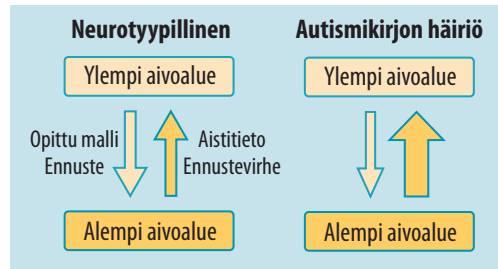 Neurotyypillinen
Ylempi aivoalue
Opittu malli
Ennuste
Aistitieto
Ennustevirhe
Alempi aivoalue
Autismikirjon häiriö
Ylempi aivoalue
Alempi aivoalue